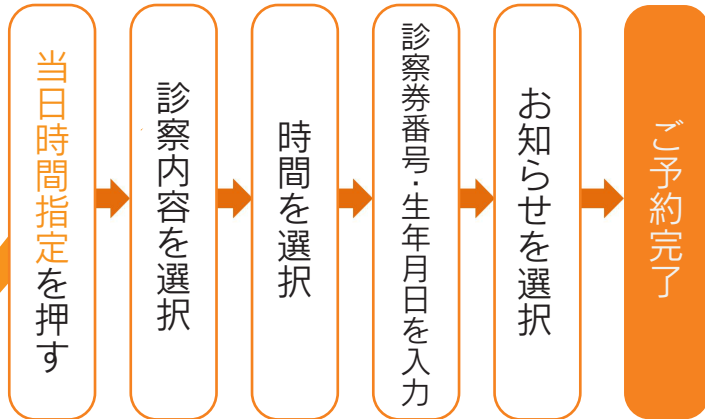 当日時間指定を押す
診察内容を選択
時間を選択
診察券番号・生年月日を入力
お知らせを選択
ご予約完了